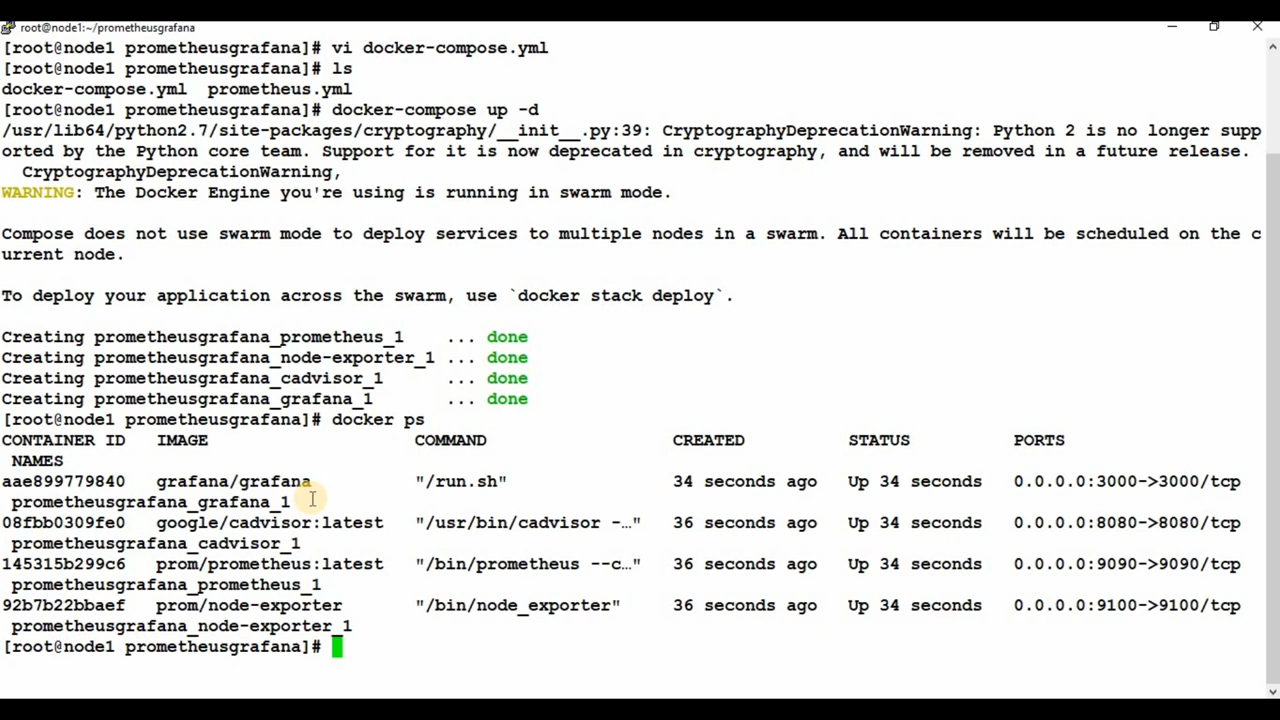 root@node1:~/prometheusgrafana
[root@node1 prometheusgrafana]# vi docker-compose.yml
[root@node1 prometheusgrafana]# ls
docker-compose.yml  prometheus.yml
[root@node1 prometheusgrafana]# docker-compose up -d
/usr/lib64/python2.7/site-packages/cryptography/__init__.py:39: CryptographyDeprecationWarning: Python 2 is no longer supp
orted by the Python core team. Support for it is now deprecated in cryptography, and will be removed in a future release.
  CryptographyDeprecationWarning,
WARNING: The Docker Engine you're using is running in swarm mode.
Compose does not use swarm mode to deploy services to multiple nodes in a swarm. All containers will be scheduled on the c
urrent node.
To deploy your application across the swarm, use `docker stack deploy`.
Creating prometheusgrafana_prometheus_1    ... done
Creating prometheusgrafana_node-exporter_1 ... done
Creating prometheusgrafana_cadvisor_1      ... done
Creating prometheusgrafana_grafana_1       ... done
[root@node1 prometheusgrafana]# docker ps
CONTAINER ID   IMAGE                    COMMAND                  CREATED          STATUS          PORTS
 NAMES
aae899779840   grafana/grafana          "/run.sh"                34 seconds ago   Up 34 seconds   0.0.0.0:3000->3000/tcp
 prometheusgrafana_grafana_1
08fbb0309fe0   google/cadvisor:latest   "/usr/bin/cadvisor -…"   36 seconds ago   Up 34 seconds   0.0.0.0:8080->8080/tcp
 prometheusgrafana_cadvisor_1
145315b299c6   prom/prometheus:latest   "/bin/prometheus --c…"   36 seconds ago   Up 34 seconds   0.0.0.0:9090->9090/tcp
 prometheusgrafana_prometheus_1
92b7b22bbaef   prom/node-exporter       "/bin/node_exporter"     36 seconds ago   Up 34 seconds   0.0.0.0:9100->9100/tcp
 prometheusgrafana_node-exporter_1
[root@node1 prometheusgrafana]#